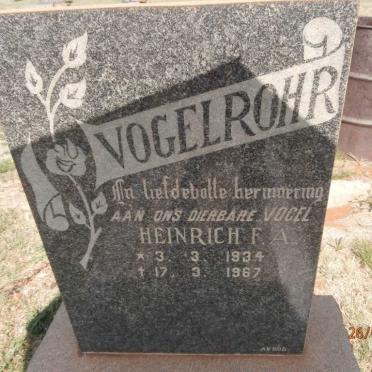 VOGELROHR
In liefdevolle herinnering
AAN ONS DIERBARE VOGEL
HEINRICH F. A.
* 3. 3. 1934
† 17. 3. 1967